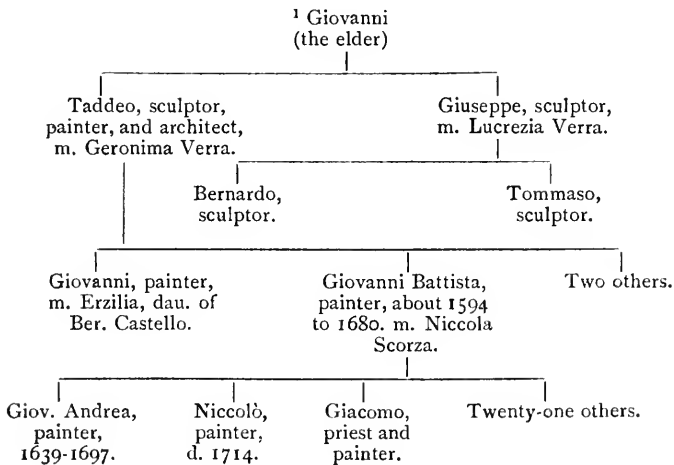 ¹ Giovanni
(the elder)
Taddeo, sculptor,
painter, and architect,
m. Geronima Verra.
Giuseppe, sculptor,
m. Lucrezia Verra.
Bernardo,
sculptor.
Tommaso,
sculptor.
Giovanni, painter,
m. Erzilia, dau. of
Ber. Castello.
Giovanni Battista,
painter, about 1594
to 1680. m. Niccola
Scorza.
Two others.
Giov. Andrea,
painter,
1639-1697.
Niccolò,
painter,
d. 1714.
Giacomo,
priest and
painter.
Twenty-one others.